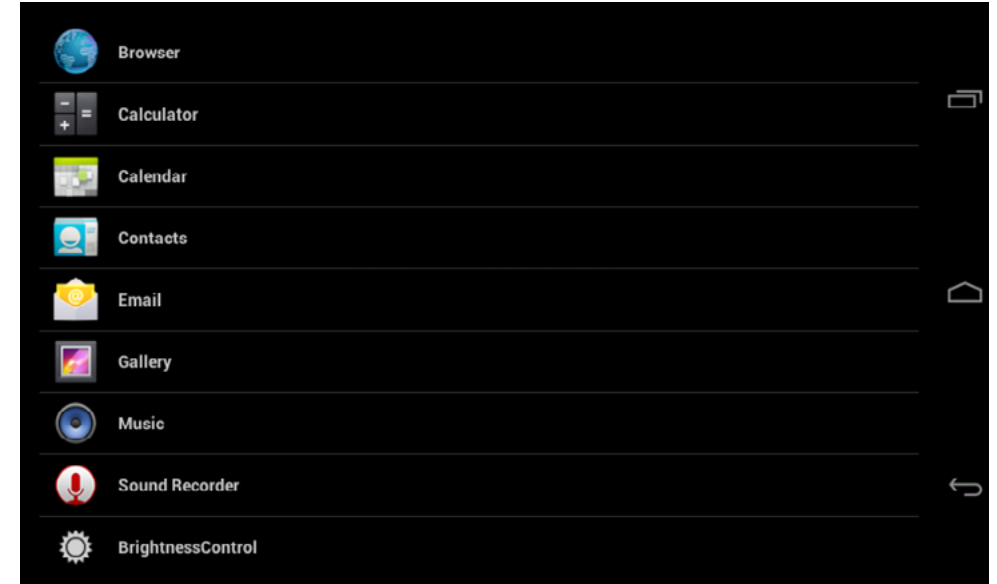 Browser
Calculator
Calendar
Contacts
@
Email
Gallery
Music
Sound Recorder
BrightnessControl